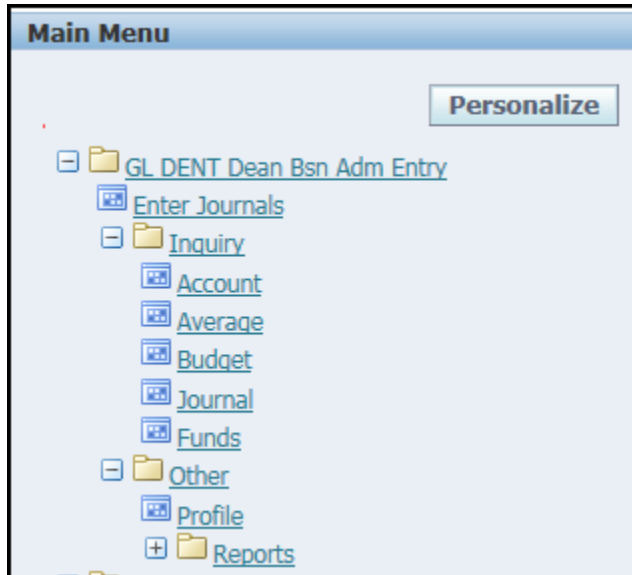 Main Menu
Personalize
GL DENT Dean Bsn Adm Entry
Enter Journals
Inquiry
Account
Average
Budget
Journal
Funds
Other
Profile
Reports